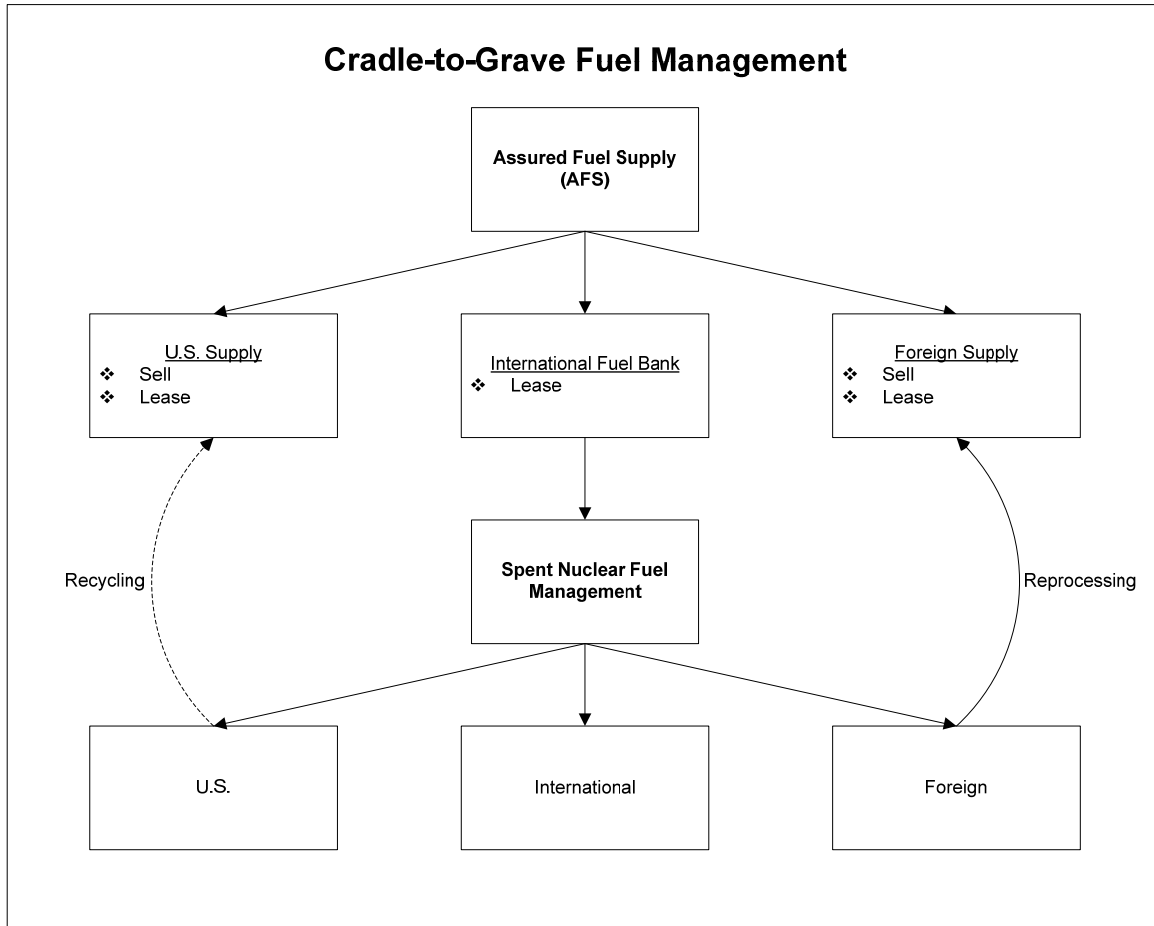 Cradle-to-Grave Fuel Management
Assured Fuel Supply
(AFS)
U.S. Supply
❖ Sell
❖ Lease
International Fuel Bank
❖ Lease
Foreign Supply
❖ Sell
❖ Lease
Recycling
Spent Nuclear Fuel
Management
Reprocessing
U.S.
International
Foreign